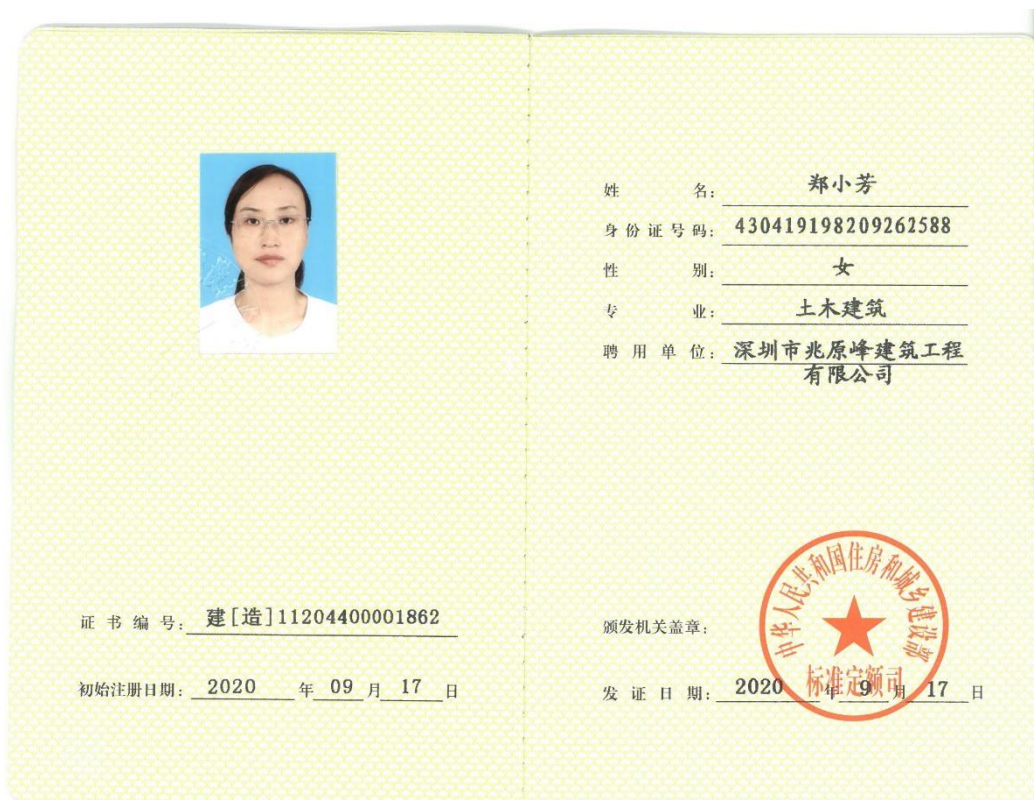 姓名: 郑小芳
身份证号码: 430419198209262588
性别: 女
专业: 土木建筑
聘用单位: 深圳市兆原峰建筑工程
有限公司
证书编号: 建[造]11204400001862
初始注册日期: 2020 年 09 月 17 日
颁发机关盖章:
中华人民共和国住房和城乡建设部
标准定额司
发证日期: 2020 年 9 月 17 日